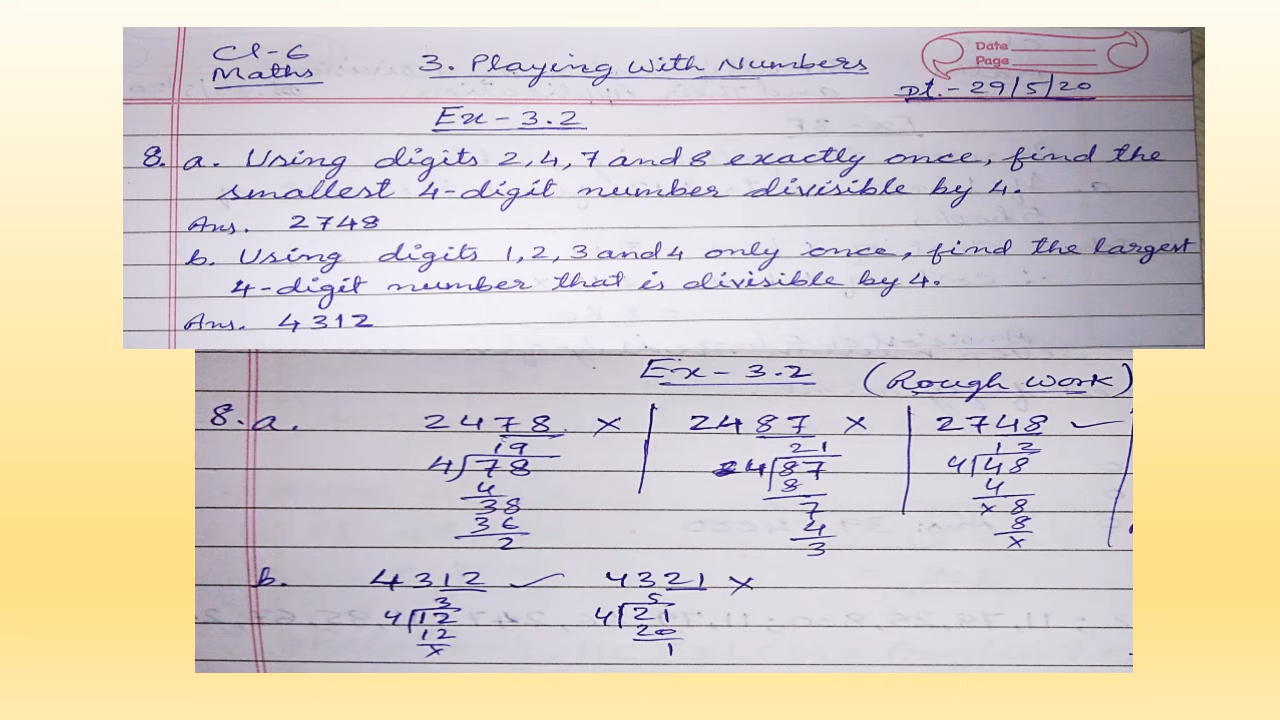 Cl-6
Maths
3. Playing With Numbers
Date
Page
Dt.- 29/5/20
Ex - 3.2
8. a. Using digits 2, 4, 7 and 8 exactly once, find the
smallest 4-digit number divisible by 4.
Ans. 2748
b. Using digits 1, 2, 3 and 4 only once, find the largest
4-digit number that is divisible by 4.
Ans. 4312
Ex - 3.2 (Rough work)
8. a. 2478 × 2487 × 2748 ✓
19 21 12
4)78 4)87 4)48
4 8 4
38 7 × 8
36 4 8
2 3 ×
b. 4312 ✓ 4321 ×
3 5
4)12 4)21
12 20
× 1